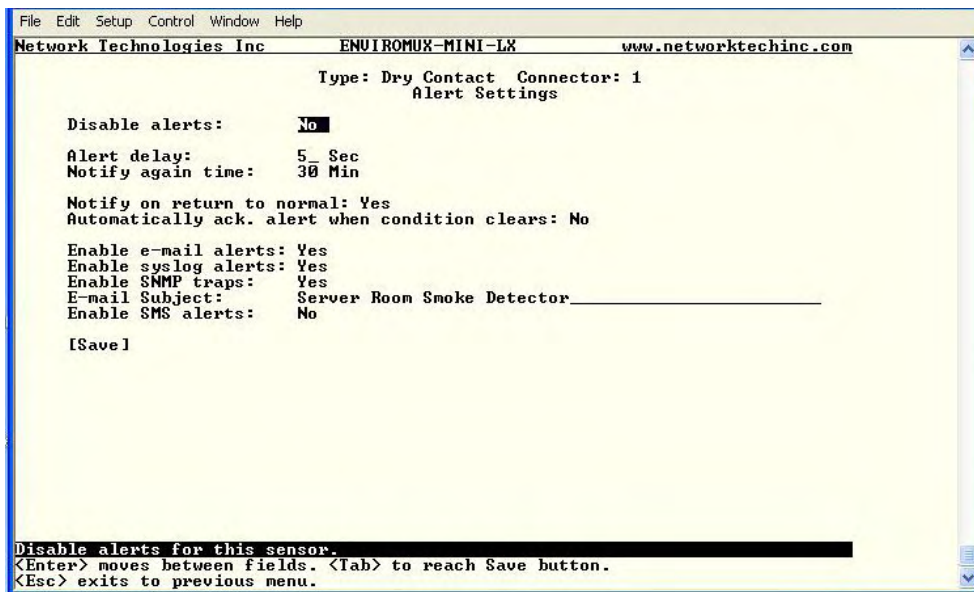 File Edit Setup Control Window Help
Network Technologies Inc ENVIROMUX-MINI-LX www.networktechinc.com
Type: Dry Contact Connector: 1
Alert Settings
Disable alerts: No
Alert delay: 5_ Sec
Notify again time: 30 Min
Notify on return to normal: Yes
Automatically ack. alert when condition clears: No
Enable e-mail alerts: Yes
Enable syslog alerts: Yes
Enable SNMP traps: Yes
E-mail Subject: Server Room Smoke Detector
Enable SMS alerts: No
[Save]
Disable alerts for this sensor.
<Enter> moves between fields. <Tab> to reach Save button.
<Esc> exits to previous menu.